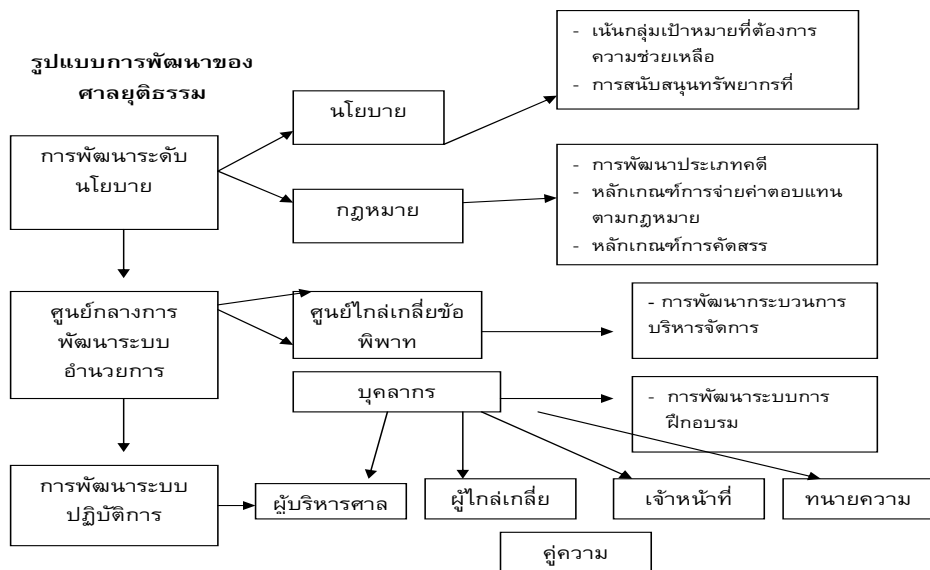 รูปแบบการพัฒนาของ
ศาลยุติธรรม
- เน้นกลุ่มเป้าหมายที่ต้องการ
ความช่วยเหลือ
- การสนับสนุนทรัพยากรที่
นโยบาย
การพัฒนาระดับ
นโยบาย
กฎหมาย
- การพัฒนาประเภทคดี
- หลักเกณฑ์การจ่ายค่าตอบแทน
ตามกฎหมาย
- หลักเกณฑ์การคัดสรร
ศูนย์กลางการ
พัฒนาระบบ
อำนวยการ
ศูนย์ไกล่เกลี่ยข้อ
พิพาท
- การพัฒนากระบวนการ
บริหารจัดการ
บุคลากร
- การพัฒนาระบบการ
ฝึกอบรม
การพัฒนาระบบ
ปฏิบัติการ
ผู้บริหารศาล
ผู้ไกล่เกลี่ย
เจ้าหน้าที่
ทนายความ
คู่ความ